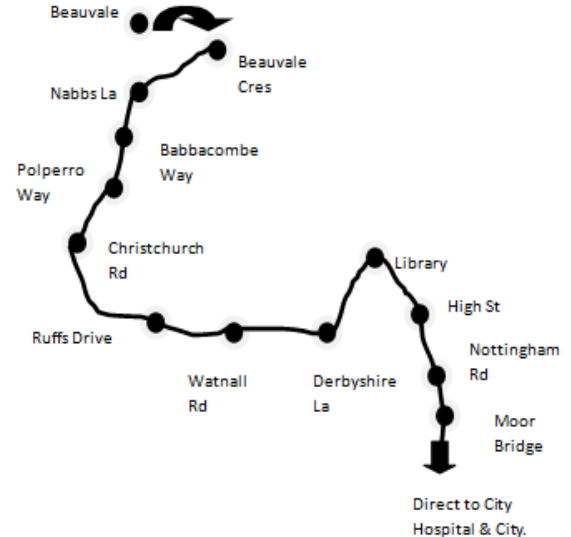 Beauvale
Beauvale
Cres
Nabbs La
Babbacombe
Way
Polperro
Way
Christchurch
Rd
Library
High St
Ruffs Drive
Nottingham
Rd
Watnall
Rd
Derbyshire
La
Moor
Bridge
Direct to City
Hospital & City.